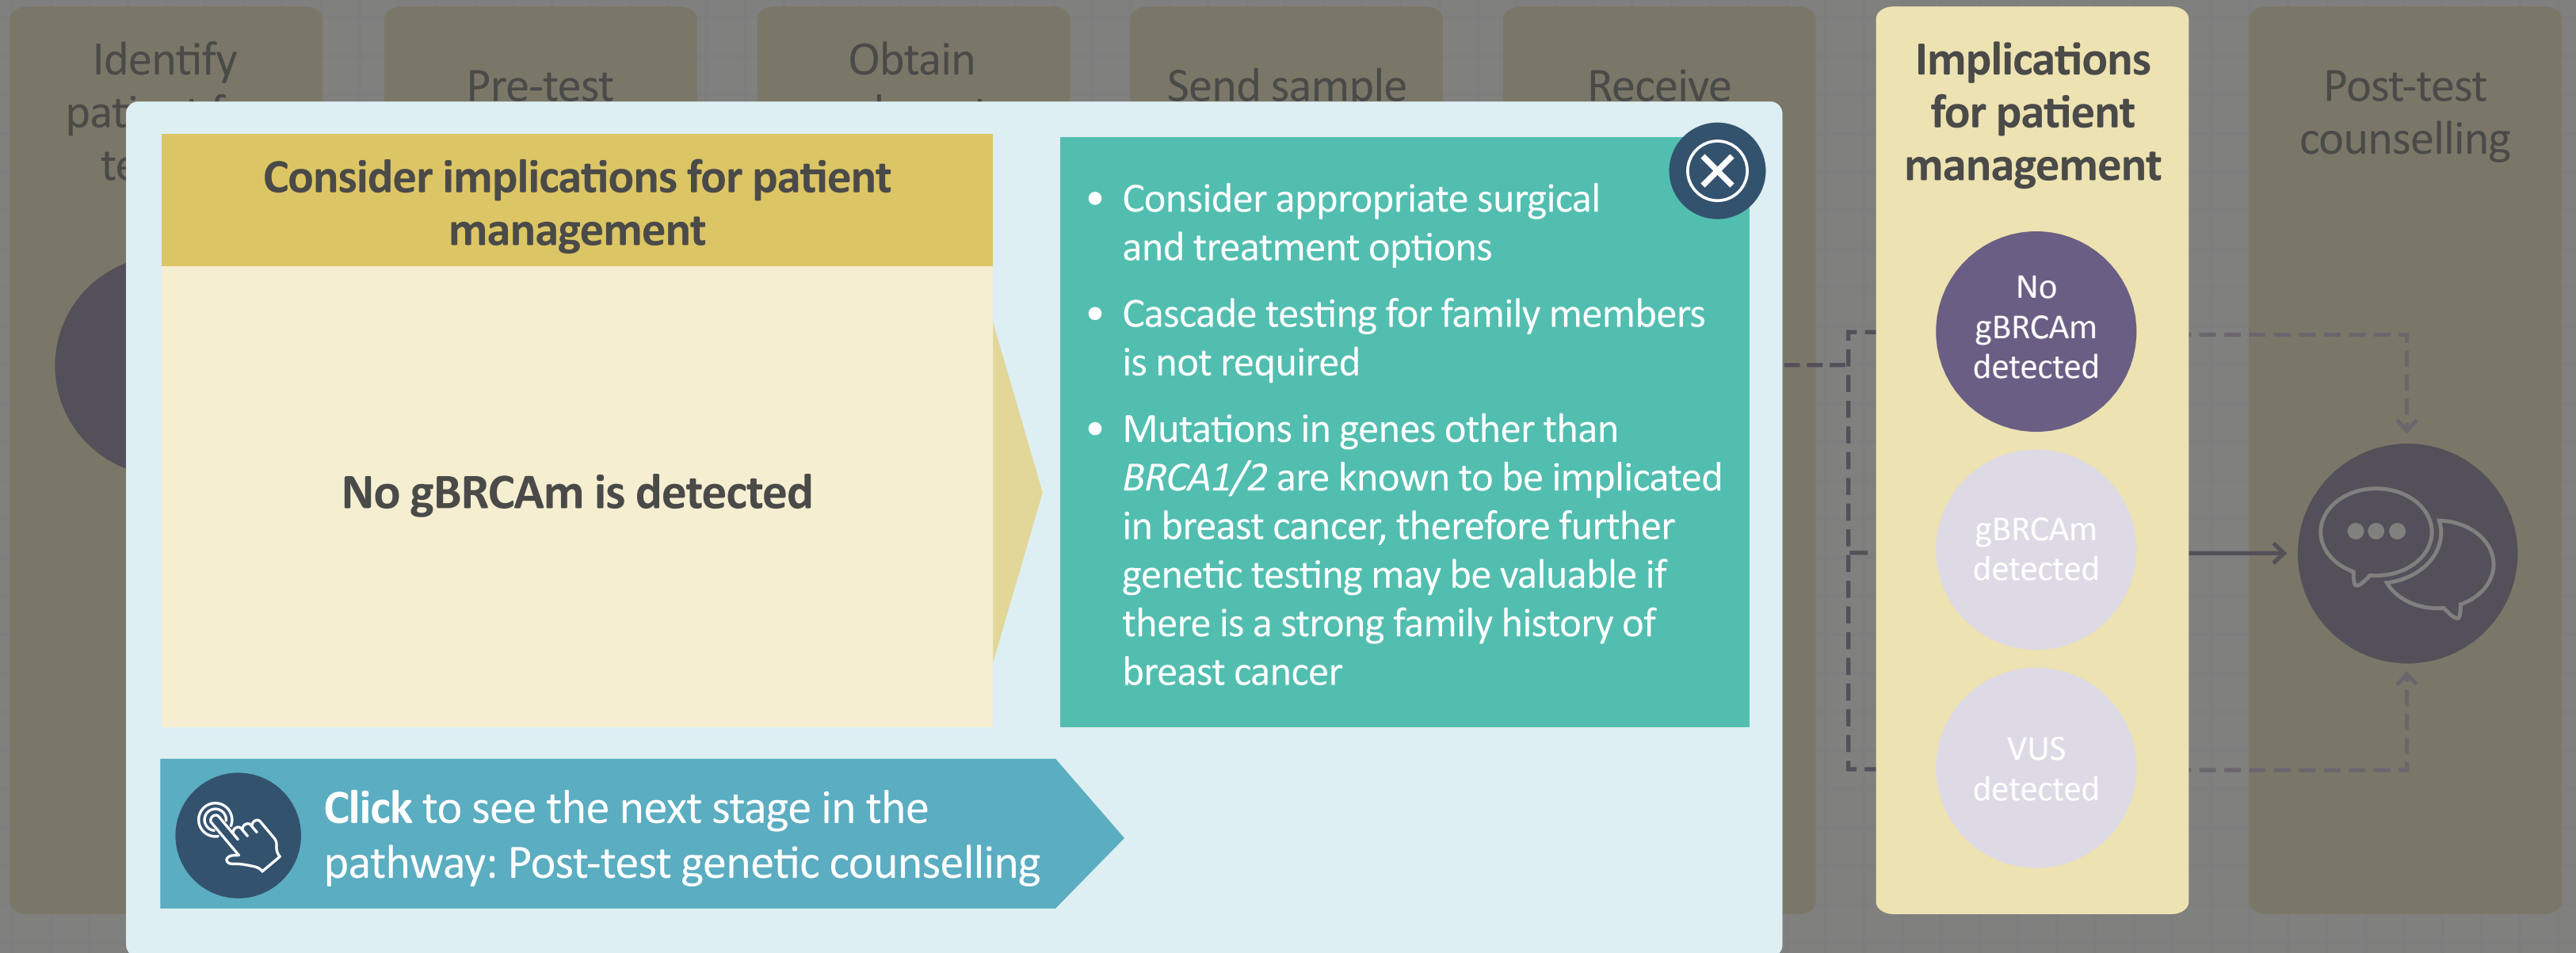 Identify
Pre-test
Obtain
Send sample
Receive
Implications
for patient
management
Post-test
counselling
Consider implications for patient
management
No gBRCAm is detected
• Consider appropriate surgical
and treatment options
• Cascade testing for family members
is not required
• Mutations in genes other than
BRCA1/2 are known to be implicated
in breast cancer, therefore further
genetic testing may be valuable if
there is a strong family history of
breast cancer
Click to see the next stage in the
pathway: Post-test genetic counselling
No
gBRCAm
detected
gBRCAm
detected
VUS
detected